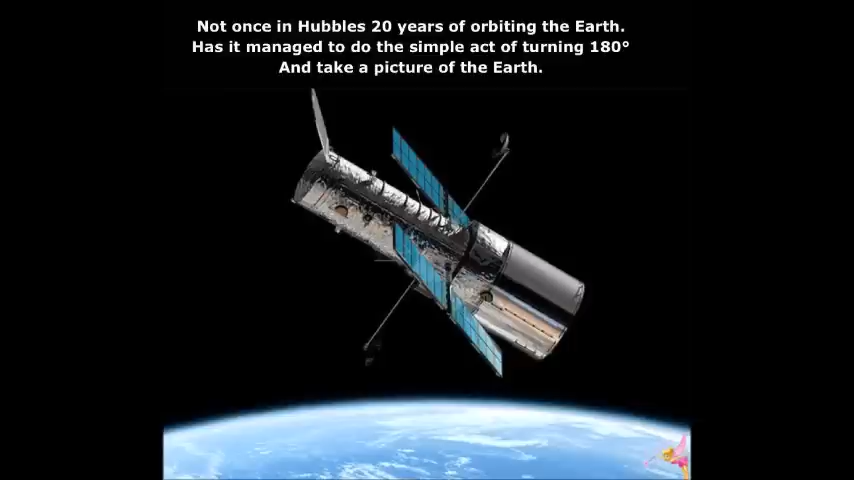 Not once in Hubbles 20 years of orbiting the Earth.
Has it managed to do the simple act of turning 180°
And take a picture of the Earth.